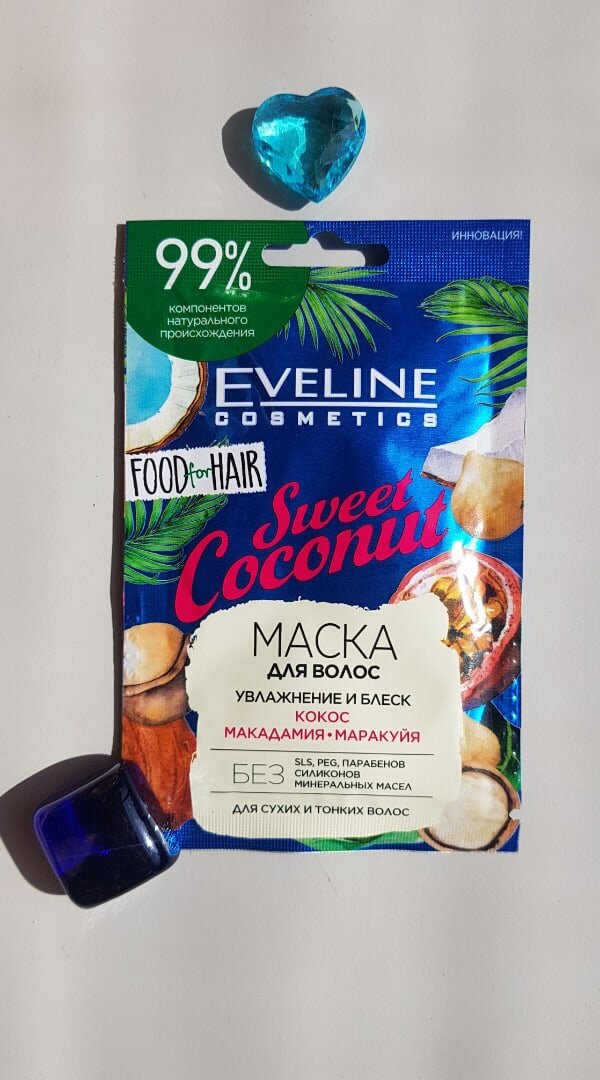 99%
компонентов
натурального
происхождения
ИННОВАЦИЯ!
EVELINE
COSMETICS
FOOD for HAIR
Sweet
Coconut
МАСКА
ДЛЯ ВОЛОС
УВЛАЖНЕНИЕ И БЛЕСК
КОКОС
МАКАДАМИЯ • МАРАКУЙЯ
БЕЗ
SLS, PEG, ПАРАБЕНОВ
СИЛИКОНОВ
МИНЕРАЛЬНЫХ МАСЕЛ
ДЛЯ СУХИХ И ТОНКИХ ВОЛОС